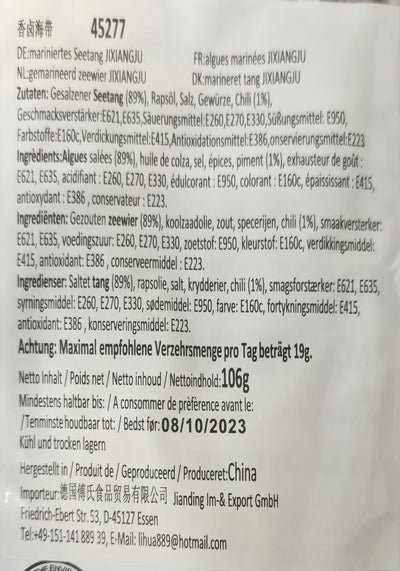 香卤海带 45277
DE:mariniertes Seetang JIXIANGJU FR:algues marinées JIXIANGJU
NL:gemarineerd zeewier JIXIANGJU DK:marineret tang JIXIANGJU
Zutaten: Gesalzener Seetang (89%), Rapsöl, Salz, Gewürze, Chili (1%),
Geschmacksverstärker:E621,E635,Säuerungsmittel:E260,E270,E330,Süßungsmittel: E950,
Farbstoffe:E160c,Verdickungsmittel:E415,Antioxidationsmittel:E386,onservierungsmittel:E223
Ingrédients:Algues salées (89%), huile de colza, sel, épices, piment (1%), exhausteur de goût :
E621, E635, acidifiant : E260, E270, E330, édulcorant : E950, colorant : E160c, épaississant : E415,
antioxydant : E386 , conservateur : E223.
Ingrediënten: Gezouten zeewier (89%), koolzaadolie, zout, specerijen, chili (1%), smaakversterker:
E621, E635, voedingszuur: E260, E270, E330, zoetstof: E950, kleurstof: E160c, verdikkingsmiddel:
E415, antioxidant: E386 , conserveermiddel : E223.
Ingredienser: Saltet tang (89%), rapsolie, salt, krydderier, chili (1%), smagsforstærker: E621, E635,
syrningsmiddel: E260, E270, E330, sødemiddel: E950, farve: E160c, fortykningsmiddel: E415,
antioxidant: E386 , konserveringsmiddel: E223.
Achtung: Maximal empfohlene Verzehrsmenge pro Tag beträgt 19g.
Netto Inhalt / Poids net / Netto inhoud / Nettoindhold:106g
Mindestens haltbar bis: / A consommer de préférence avant le:
/Tenminste houdbaar tot: / Bedst før:08/10/2023
Kühl und trocken lagern
Hergestellt in / Produit de / Geproduceerd / Produceret:China
Importeur:德国傅氏食品贸易有限公司 Jianding Im-& Export GmbH
Friedrich-Ebert Str. 53, D-45127 Essen
Tel:+49-151-141 889 39, E-Mail: lihua889@hotmail.com